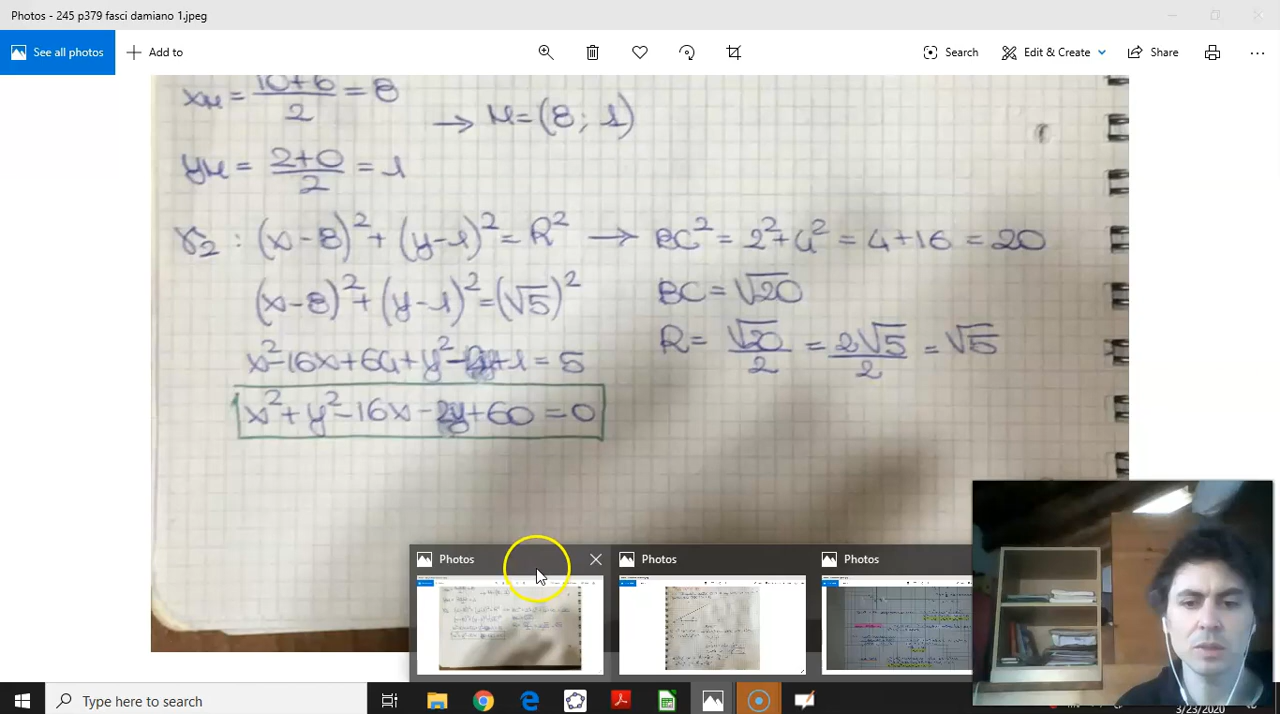 Photos - 245 p379 fasci damiano 1.jpeg
See all photos
Add to
Search
Edit & Create
Share
xM = 10+6 / 2 = 8
→ M = (8 ; 1)
yM = 2+0 / 2 = 1
γ2 : (x-8)² + (y-1)² = R² → BC² = 2² + 4² = 4+16 = 20
(x-8)² + (y-1)² = (√5)²
BC = √20
R = √20 / 2 = 2√5 / 2 = √5
x² - 16x + 64 + y² - 2y + 1 = 5
x² + y² - 16x - 2y + 60 = 0
Photos
Photos
Photos
Type here to search
3/23/2020